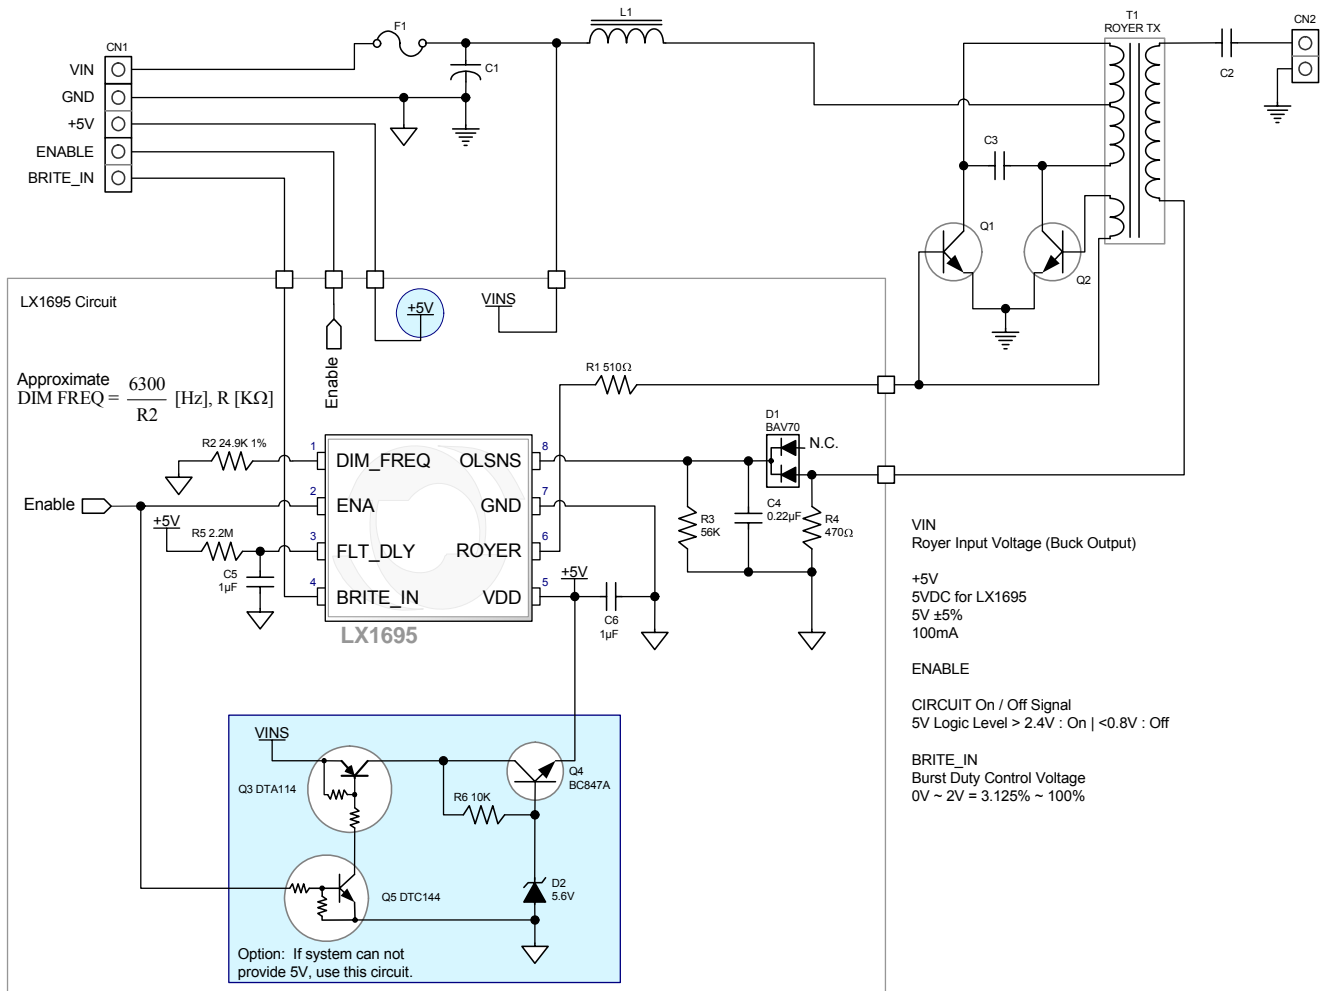 CN1
VIN
GND
+5V
ENABLE
BRITE_IN
F1
C1
L1
T1
ROYER TX
C2
CN2
C3
Q1
Q2
LX1695 Circuit
Enable
+5V
VINS
Approximate
DIM FREQ = 6300 / R2 [Hz], R [KΩ]
R1 510Ω
D1
BAV70
N.C.
R2 24.9K 1%
1
DIM_FREQ
OLSNS
8
Enable
2
ENA
GND
7
+5V
R5 2.2M
3
FLT_DLY
ROYER
6
C5
1µF
4
BRITE_IN
VDD
5
+5V
LX1695
C6
1µF
R3
56K
C4
0.22µF
R4
470Ω
VIN
Royer Input Voltage (Buck Output)
+5V
5VDC for LX1695
5V ±5%
100mA
ENABLE
CIRCUIT On / Off Signal
5V Logic Level > 2.4V : On | <0.8V : Off
BRITE_IN
Burst Duty Control Voltage
0V ~ 2V = 3.125% ~ 100%
VINS
Q3 DTA114
R6 10K
Q4
BC847A
Q5 DTC144
D2
5.6V
Option: If system can not
provide 5V, use this circuit.